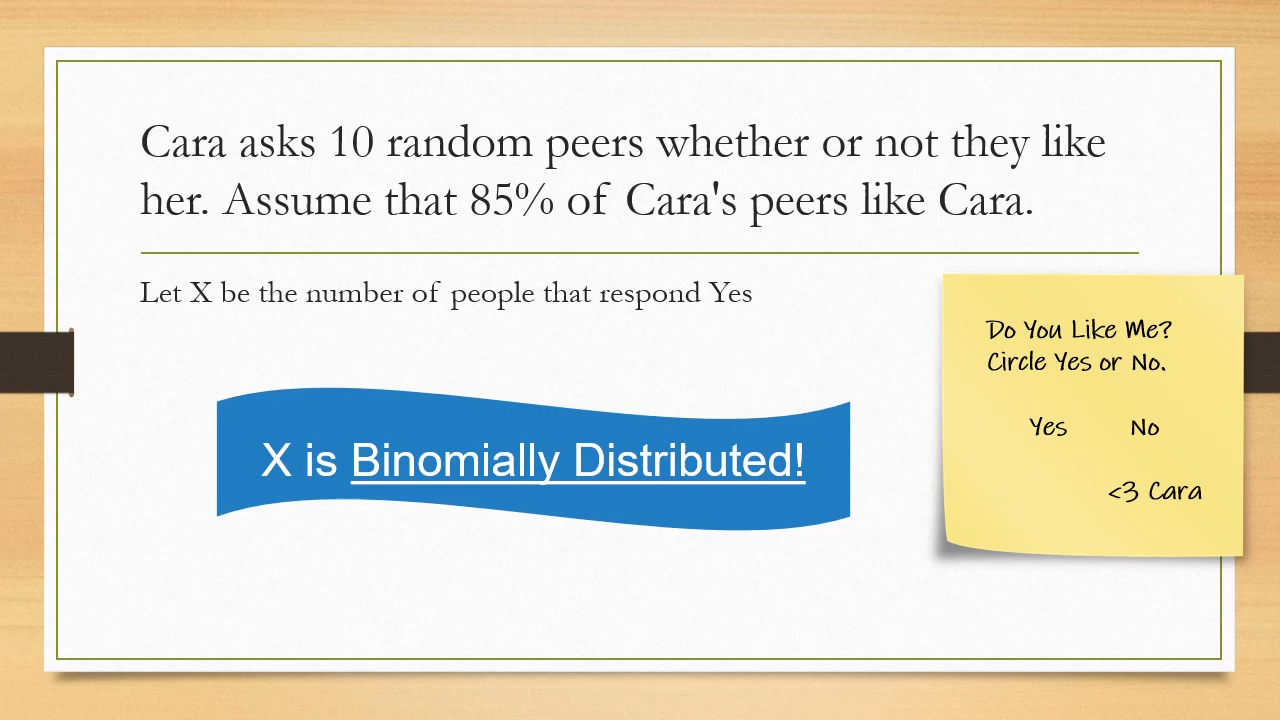 Cara asks 10 random peers whether or not they like
her. Assume that 85% of Cara's peers like Cara.
Let X be the number of people that respond Yes
X is Binomially Distributed!
Do You Like Me?
Circle Yes or No.
Yes No
<3 Cara